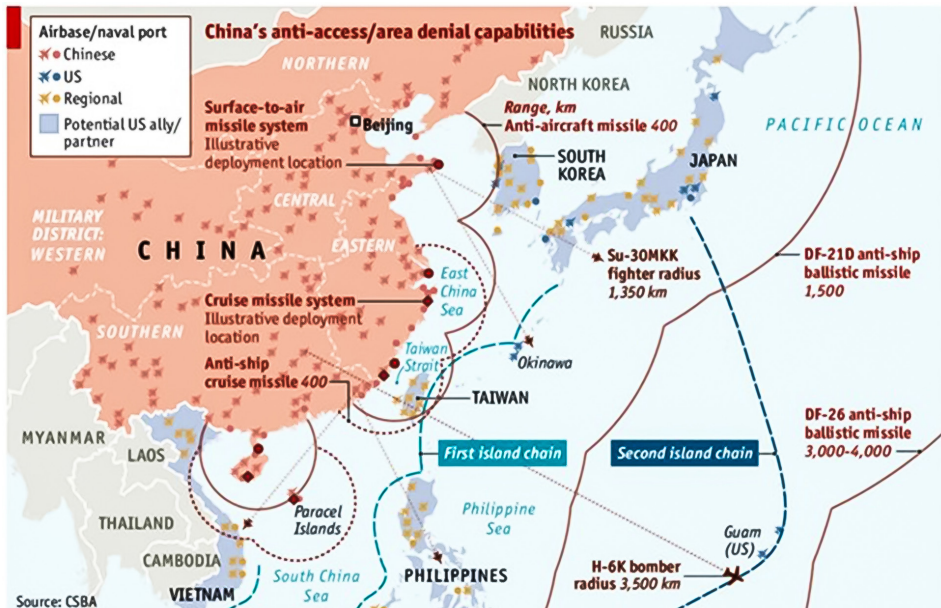 China's anti-access/area denial capabilities
Airbase/naval port
Chinese
US
Regional
Potential US ally/
partner
RUSSIA
NORTHERN
NORTH KOREA
Surface-to-air
missile system
Illustrative
deployment location
Beijing
Range, km
Anti-aircraft missile 400
PACIFIC OCEAN
SOUTH
KOREA
JAPAN
CENTRAL
MILITARY
DISTRICT:
WESTERN
EASTERN
CHINA
Su-30MKK
fighter radius
1,350 km
DF-21D anti-ship
ballistic missile
1,500
East
China
Sea
Cruise missile system
Illustrative deployment
location
SOUTHERN
Taiwan
Strait
Okinawa
Anti-ship
cruise missile 400
TAIWAN
MYANMAR
LAOS
First island chain
Second island chain
DF-26 anti-ship
ballistic missile
3,000-4,000
THAILAND
Paracel
Islands
Philippine
Sea
Guam
(US)
CAMBODIA
VIETNAM
South China
Sea
PHILIPPINES
H-6K bomber
radius 3,500 km
Source: CSBA